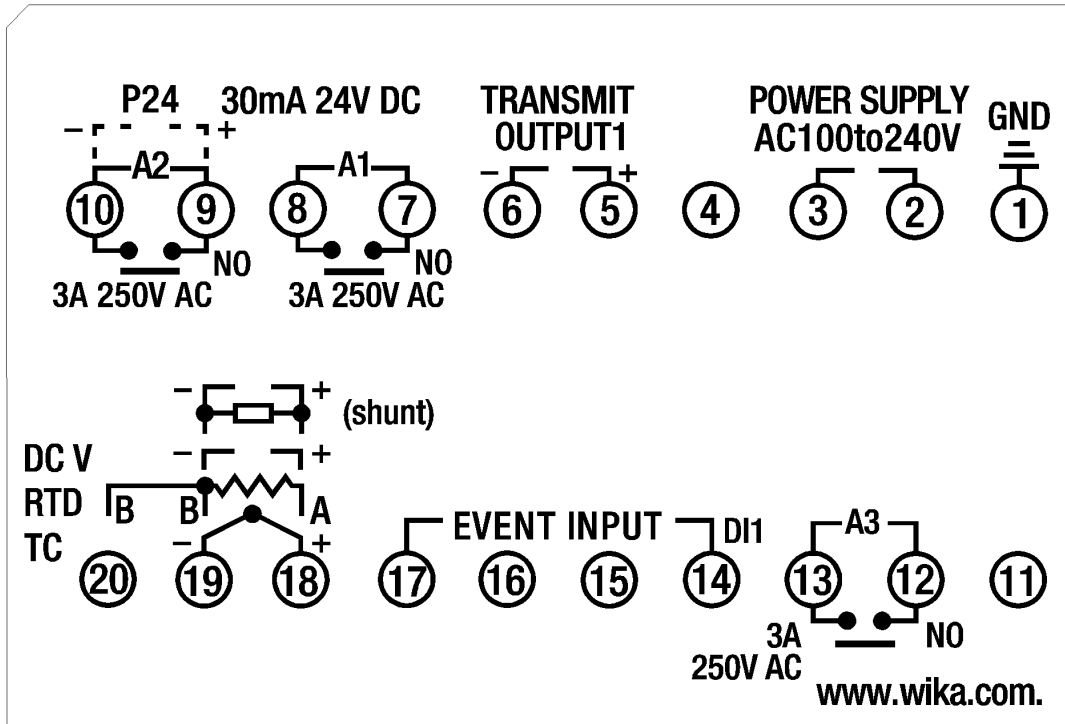 P24 30mA 24V DC
TRANSMIT
OUTPUT1
POWER SUPPLY
AC100to240V
GND
- + A2 A1 - +
10 9 8 7 6 5 4 3 2 1
NO NO
3A 250V AC 3A 250V AC
- + (shunt)
DC V - +
RTD B B A
TC - +
EVENT INPUT DI1 A3
20 19 18 17 16 15 14 13 12 11
3A NO
250V AC
www.wika.com.